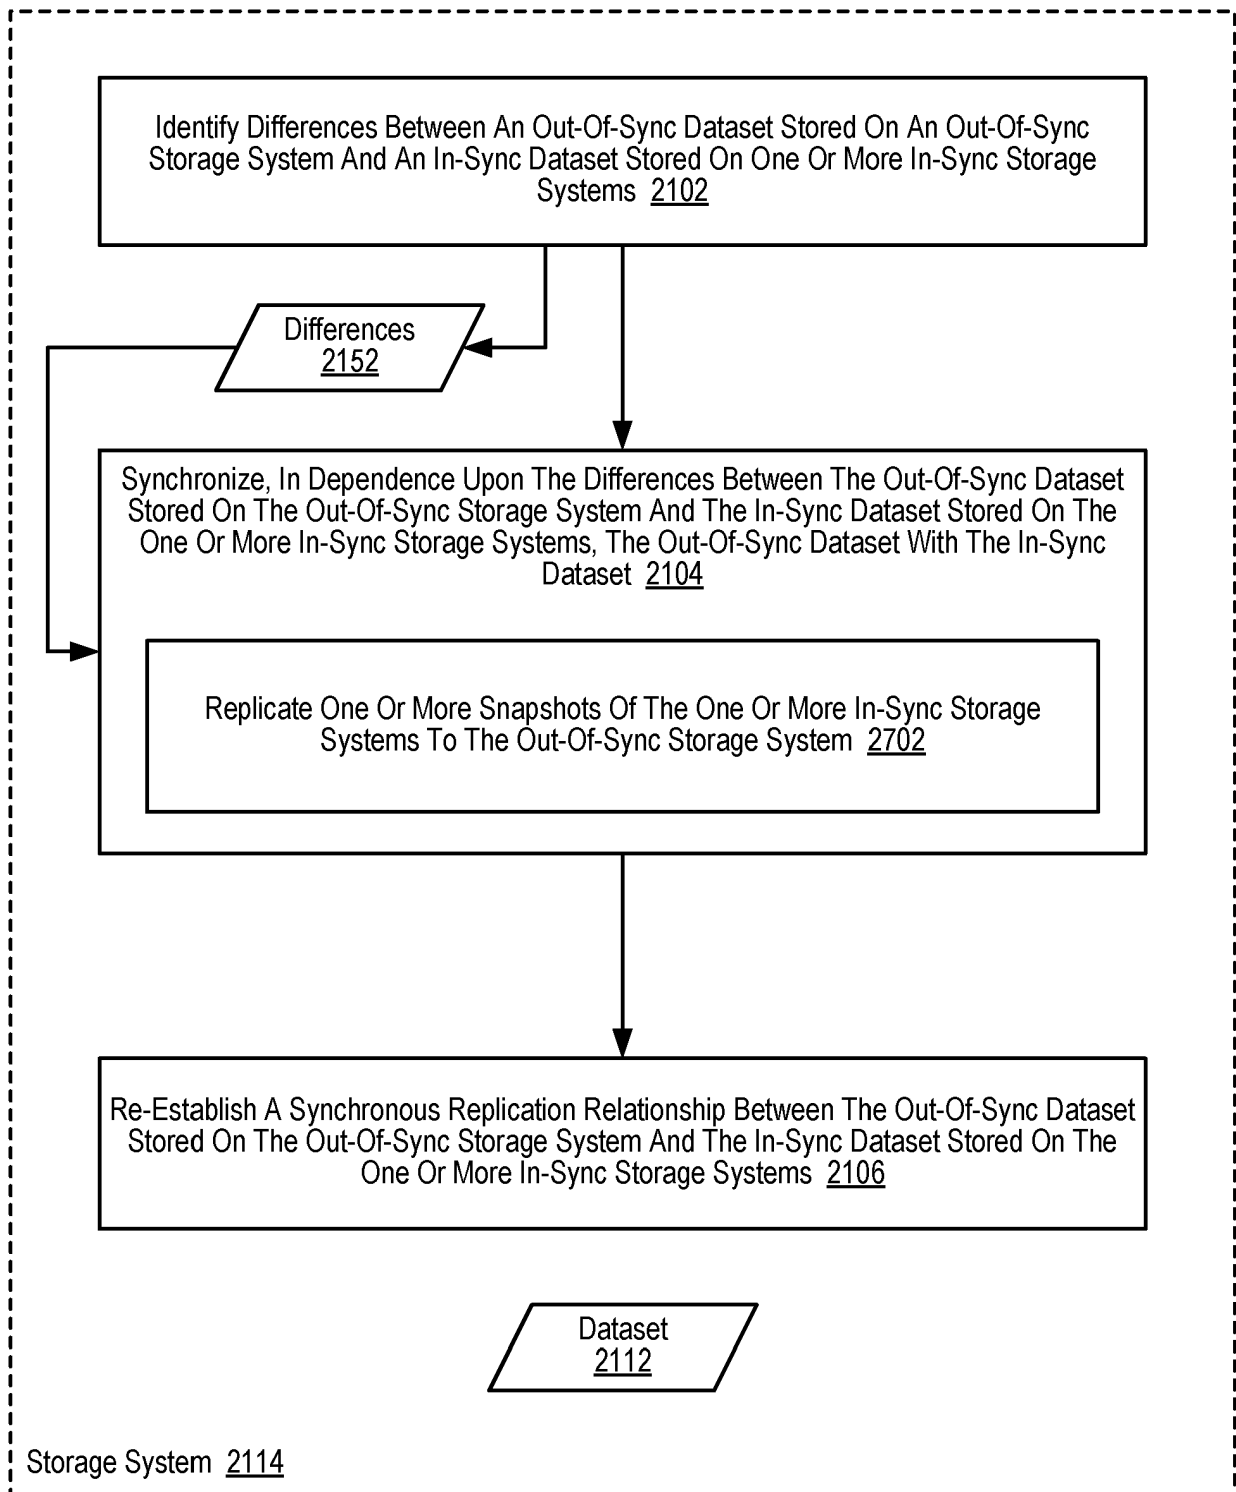 Identify Differences Between An Out-Of-Sync Dataset Stored On An Out-Of-Sync
Storage System And An In-Sync Dataset Stored On One Or More In-Sync Storage
Systems 2102
Differences
2152
Synchronize, In Dependence Upon The Differences Between The Out-Of-Sync Dataset
Stored On The Out-Of-Sync Storage System And The In-Sync Dataset Stored On The
One Or More In-Sync Storage Systems, The Out-Of-Sync Dataset With The In-Sync
Dataset 2104
Replicate One Or More Snapshots Of The One Or More In-Sync Storage
Systems To The Out-Of-Sync Storage System 2702
Re-Establish A Synchronous Replication Relationship Between The Out-Of-Sync Dataset
Stored On The Out-Of-Sync Storage System And The In-Sync Dataset Stored On The
One Or More In-Sync Storage Systems 2106
Dataset
2112
Storage System 2114